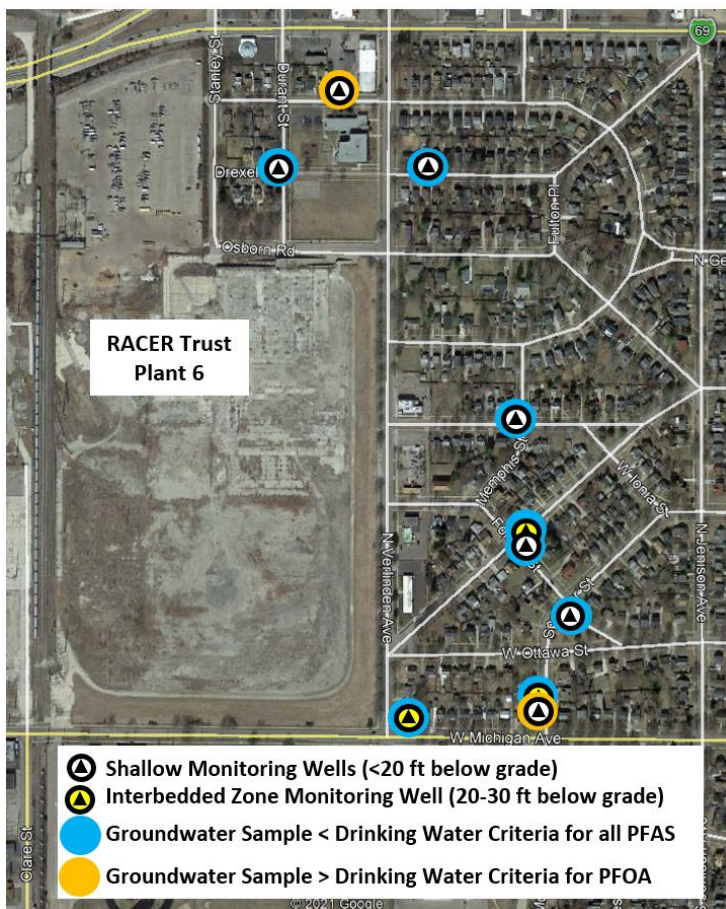 69
Stanley St
Durant St
Drexel
Osborn Rd
Fulton Pl
N Ge
RACER Trust
Plant 6
Memphis St
W Ionia St
N Verlinden Ave
N Jenison Ave
W Ottawa St
W Michigan Ave
Clare St
Shallow Monitoring Wells (<20 ft below grade)
Interbedded Zone Monitoring Well (20-30 ft below grade)
Groundwater Sample < Drinking Water Criteria for all PFAS
Groundwater Sample > Drinking Water Criteria for PFOA
© 2021 Google